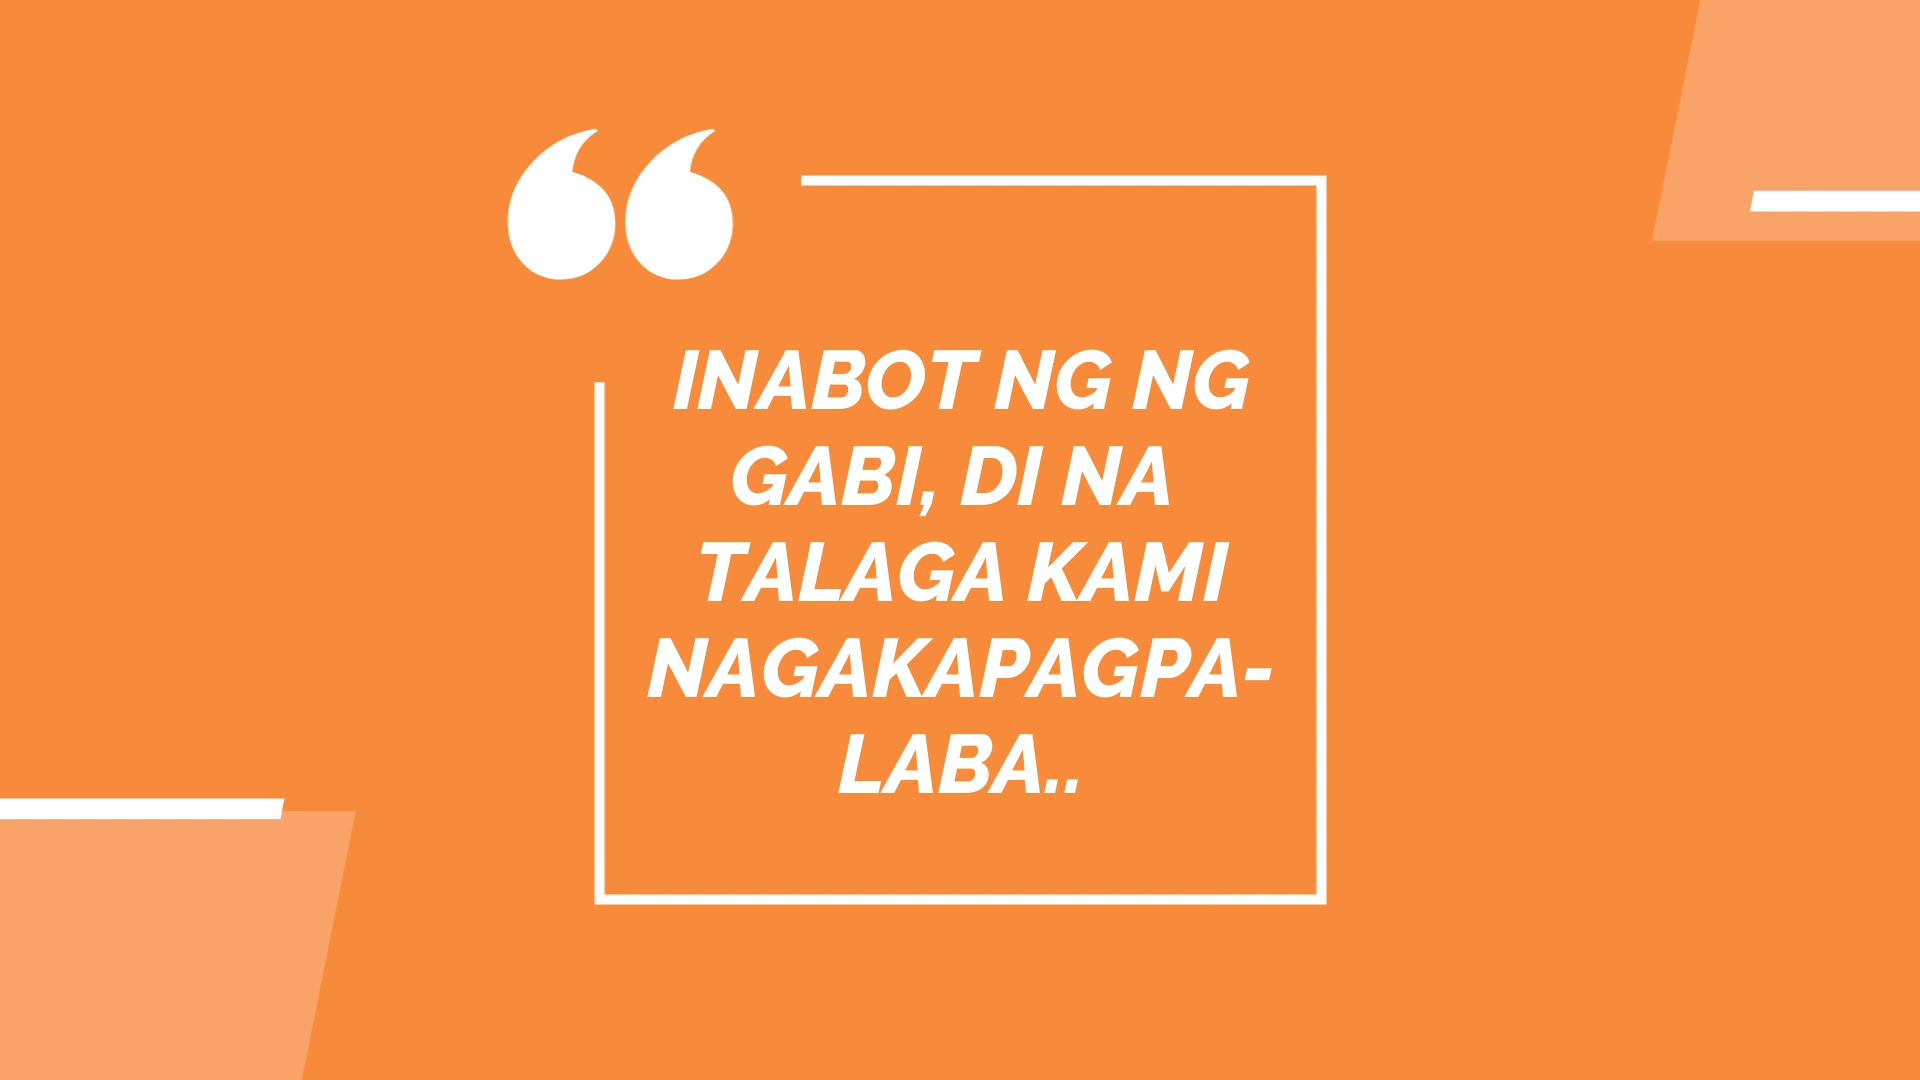 INABOT NG NG
GABI, DI NA
TALAGA KAMI
NAGAKAPAGPA-
LABA..